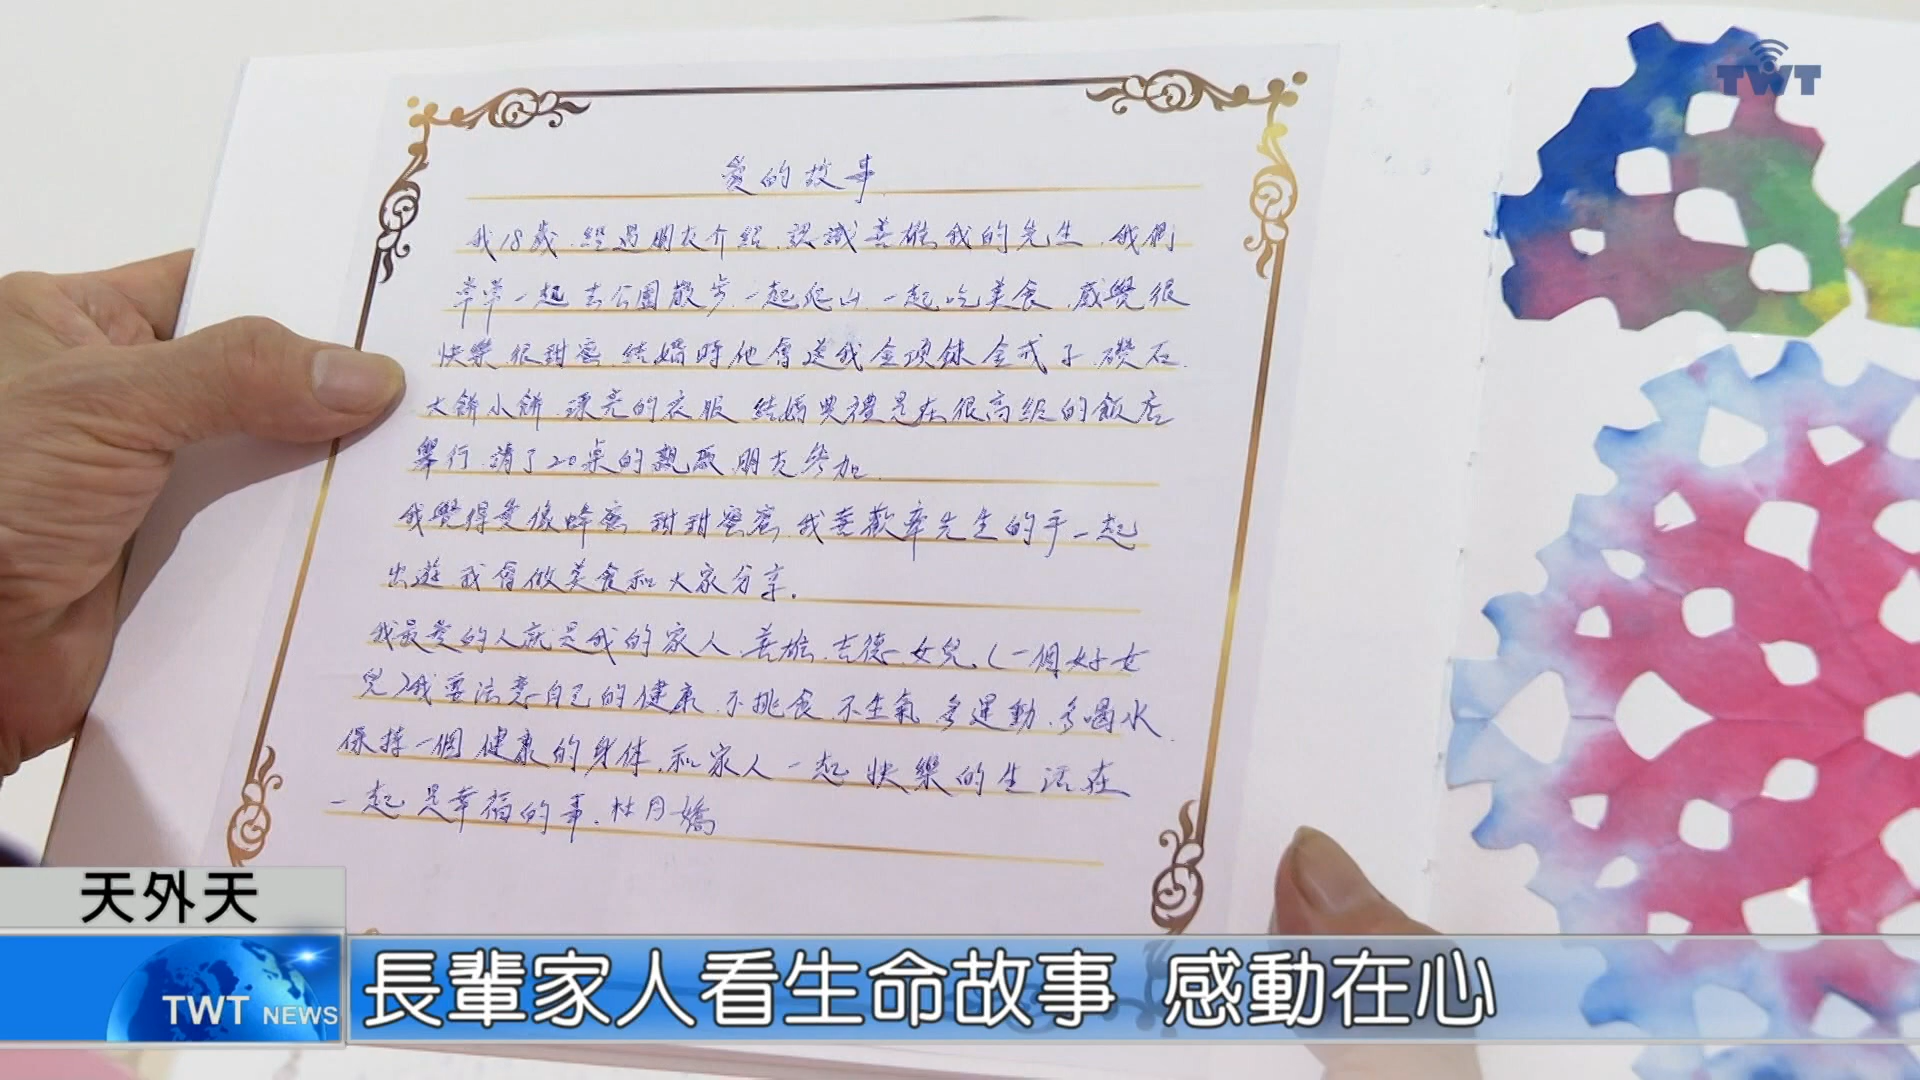 TWT
愛的故事
我18歲.經過朋友介紹.認識善雄我的先生.我們
常常一起去公園散步.一起爬山.一起吃美食.感覺很
快樂很甜蜜.結婚時他會送我金項鍊金戒子.鑽石.
大餅小餅.漂亮的衣服 結婚典禮是在很高級的飯店
舉行.請了20桌的親戚朋友參加.
我覺得愛像蜂蜜.甜甜蜜蜜.我喜歡牽先生的手一起
出遊.我會做美食和大家分享.
我最愛的人就是我的家人.善雄.吉德.女兒.(一個好女
兒)我要注意自己的健康.不挑食.不生氣.多運動.多喝水.
保持一個健康的身体.和家人一起快樂的生活在
一起是幸福的事.杜月嬌
天外天
TWT NEWS
長輩家人看生命故事 感動在心